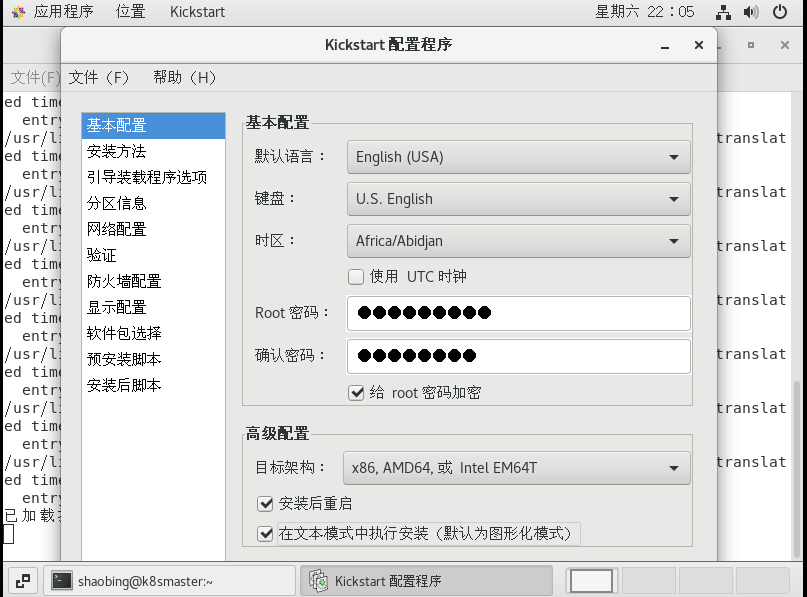 应用程序 位置 Kickstart 星期六 22：05
Kickstart 配置程序
文件(F) 文件（F） 帮助（H）
ed time
entry
/usr/li translat
ed time
entry
/usr/li translat
ed time
entry
/usr/li translat
ed time
entry
/usr/li translat
ed time
entry
/usr/li translat
ed time
entry
/usr/li translat
ed time
entry
/usr/li translat
ed time
entry
已加载
基本配置
安装方法
引导装载程序选项
分区信息
网络配置
验证
防火墙配置
显示配置
软件包选择
预安装脚本
安装后脚本
基本配置
默认语言： English (USA)
键盘： U.S. English
时区： Africa/Abidjan
使用 UTC 时钟
Root 密码： ●●●●●●●●●
确认密码： ●●●●●●●●
给 root 密码加密
高级配置
目标架构： x86, AMD64, 或 Intel EM64T
安装后重启
在文本模式中执行安装（默认为图形化模式）
shaobing@k8smaster:~ Kickstart 配置程序